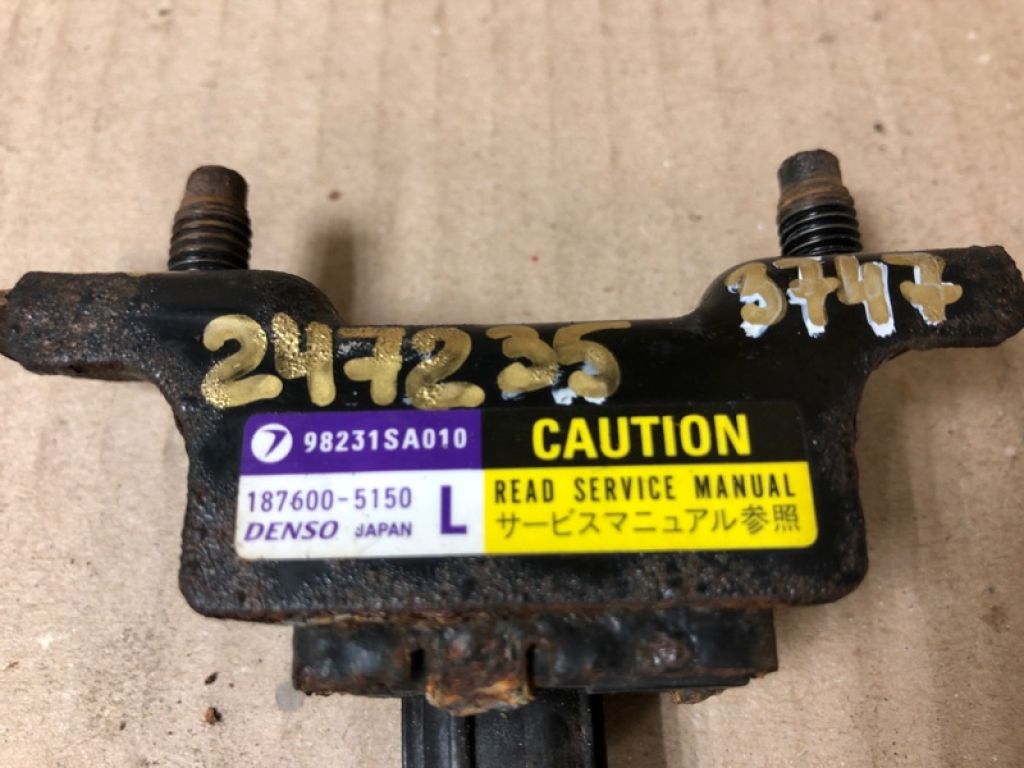 3747
247235
98231SA010
CAUTION
187600-5150 L
DENSO JAPAN
READ SERVICE MANUAL
サービスマニュアル参照